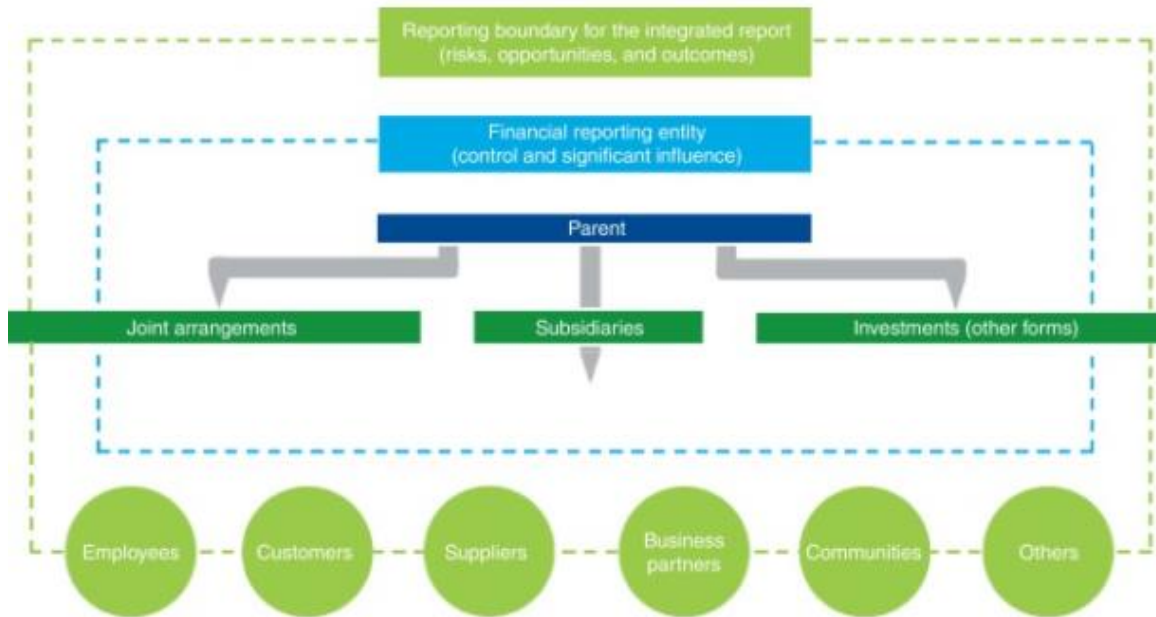 Reporting boundary for the integrated report
(risks, opportunities, and outcomes)
Financial reporting entity
(control and significant influence)
Parent
Joint arrangements
Subsidiaries
Investments (other forms)
Employees
Customers
Suppliers
Business
partners
Communities
Others